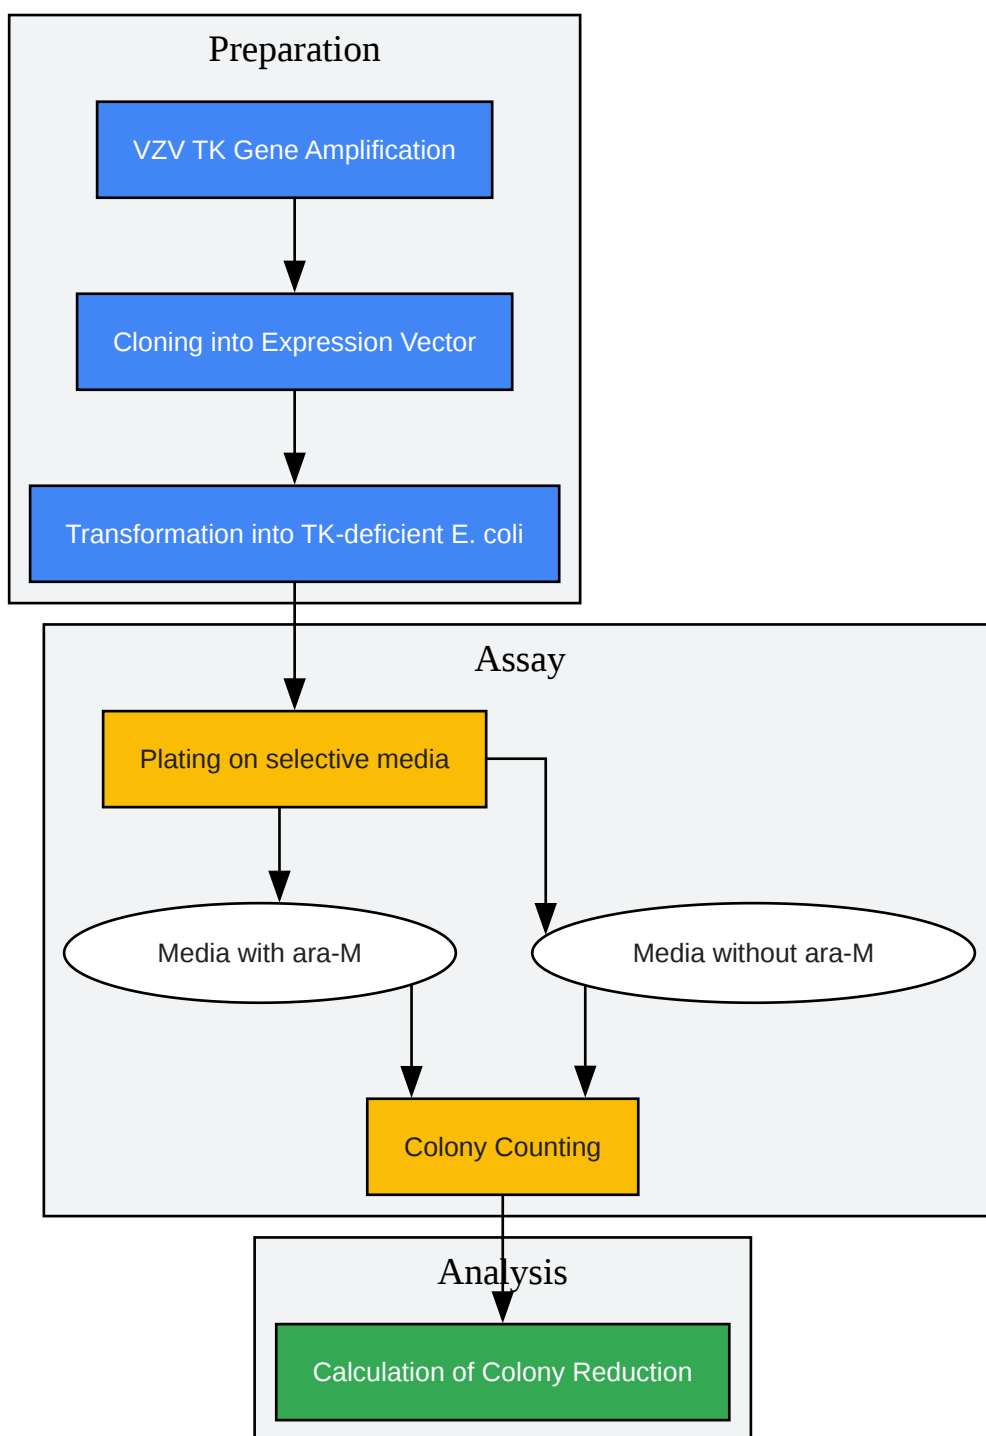 Preparation
VZV TK Gene Amplification
Cloning into Expression Vector
Transformation into TK-deficient E. coli
Assay
Plating on selective media
Media with ara-M
Media without ara-M
Colony Counting
Analysis
Calculation of Colony Reduction